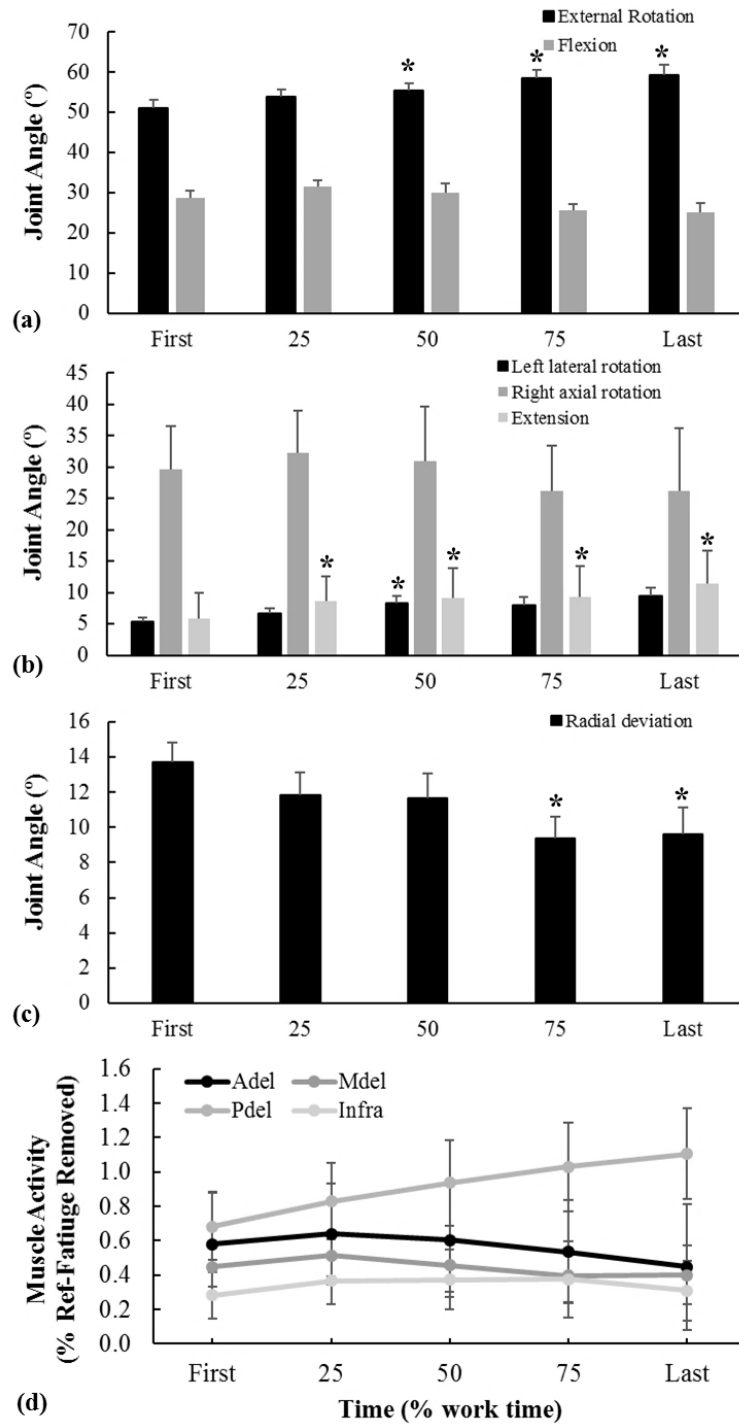 External Rotation
Flexion
Joint Angle (º)
70
60
50
40
30
20
10
0
* * *
First 25 50 75 Last
(a)
Left lateral rotation
Right axial rotation
Extension
Joint Angle (º)
45
40
35
30
25
20
15
10
5
0
* * * * *
First 25 50 75 Last
(b)
Radial deviation
Joint Angle (º)
16
14
12
10
8
6
4
2
0
* *
First 25 50 75 Last
(c)
Adel Mdel
Pdel Infra
Muscle Activity
(% Ref-Fatiuge Removed)
1.6
1.4
1.2
1.0
0.8
0.6
0.4
0.2
0.0
First 25 50 75 Last
(d)
Time (% work time)